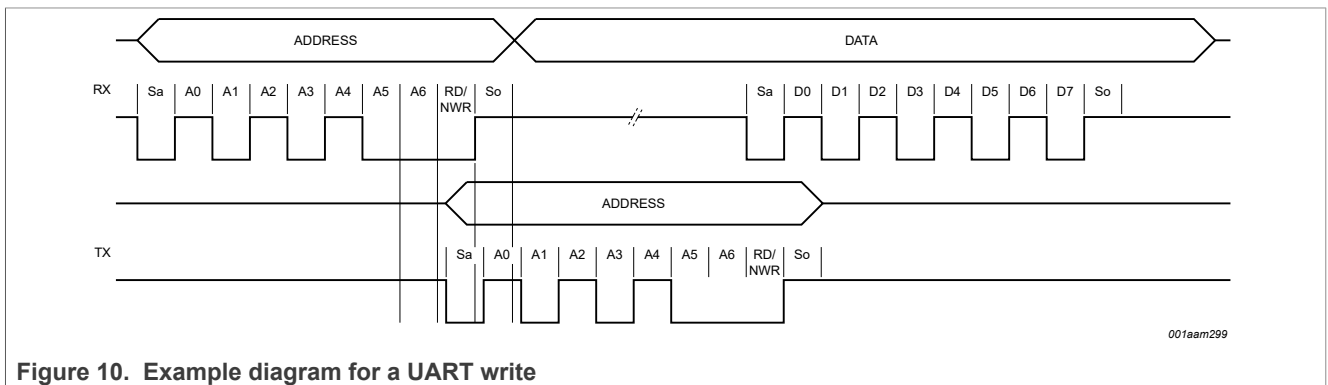 ADDRESS DATA
RX Sa A0 A1 A2 A3 A4 A5 A6 RD/ So Sa D0 D1 D2 D3 D4 D5 D6 D7 So
NWR
ADDRESS
TX Sa A0 A1 A2 A3 A4 A5 A6 RD/ So
NWR
001aam299
Figure 10. Example diagram for a UART write